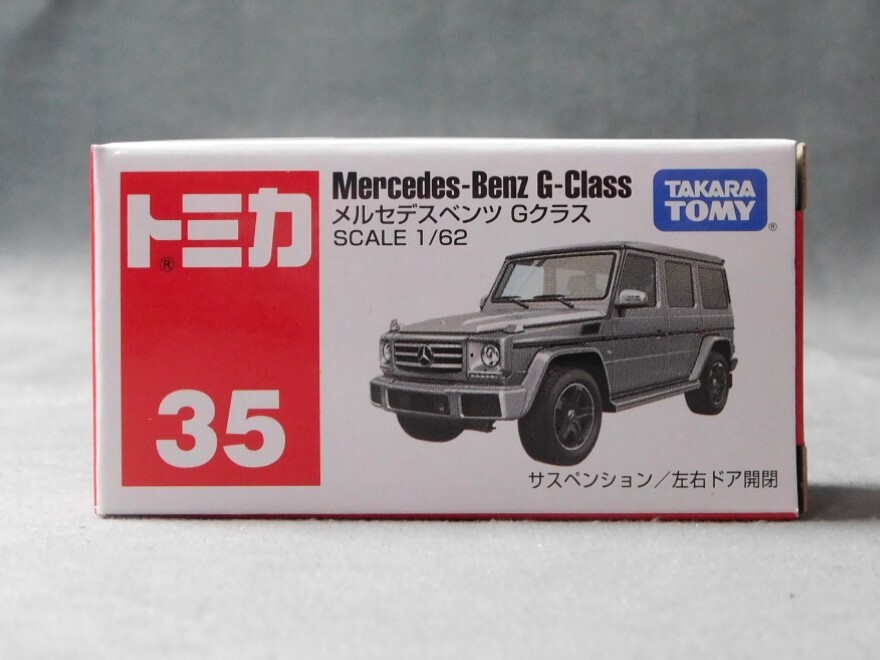 トミカ
®
35
Mercedes-Benz G-Class
メルセデスベンツ Gクラス
SCALE 1/62
TAKARA
TOMY
®
サスペンション／左右ドア開閉